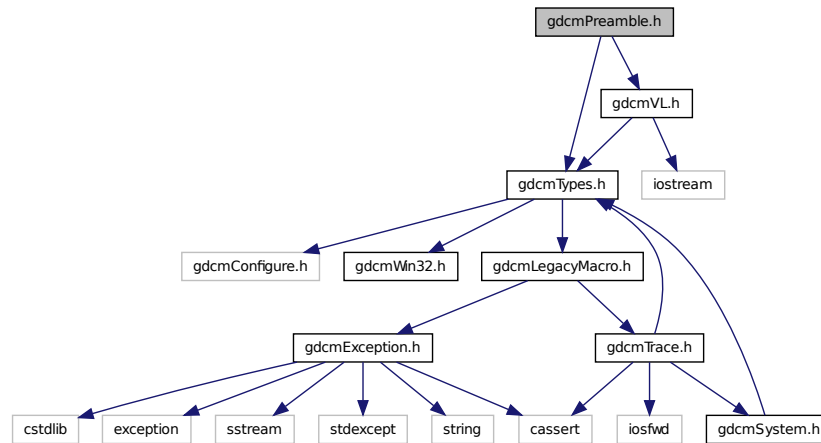 gdcmPreamble.h
gdcmVL.h
gdcmTypes.h
iostream
gdcmConfigure.h
gdcmWin32.h
gdcmLegacyMacro.h
gdcmException.h
gdcmTrace.h
cstdlib
exception
sstream
stdexcept
string
cassert
iosfwd
gdcmSystem.h